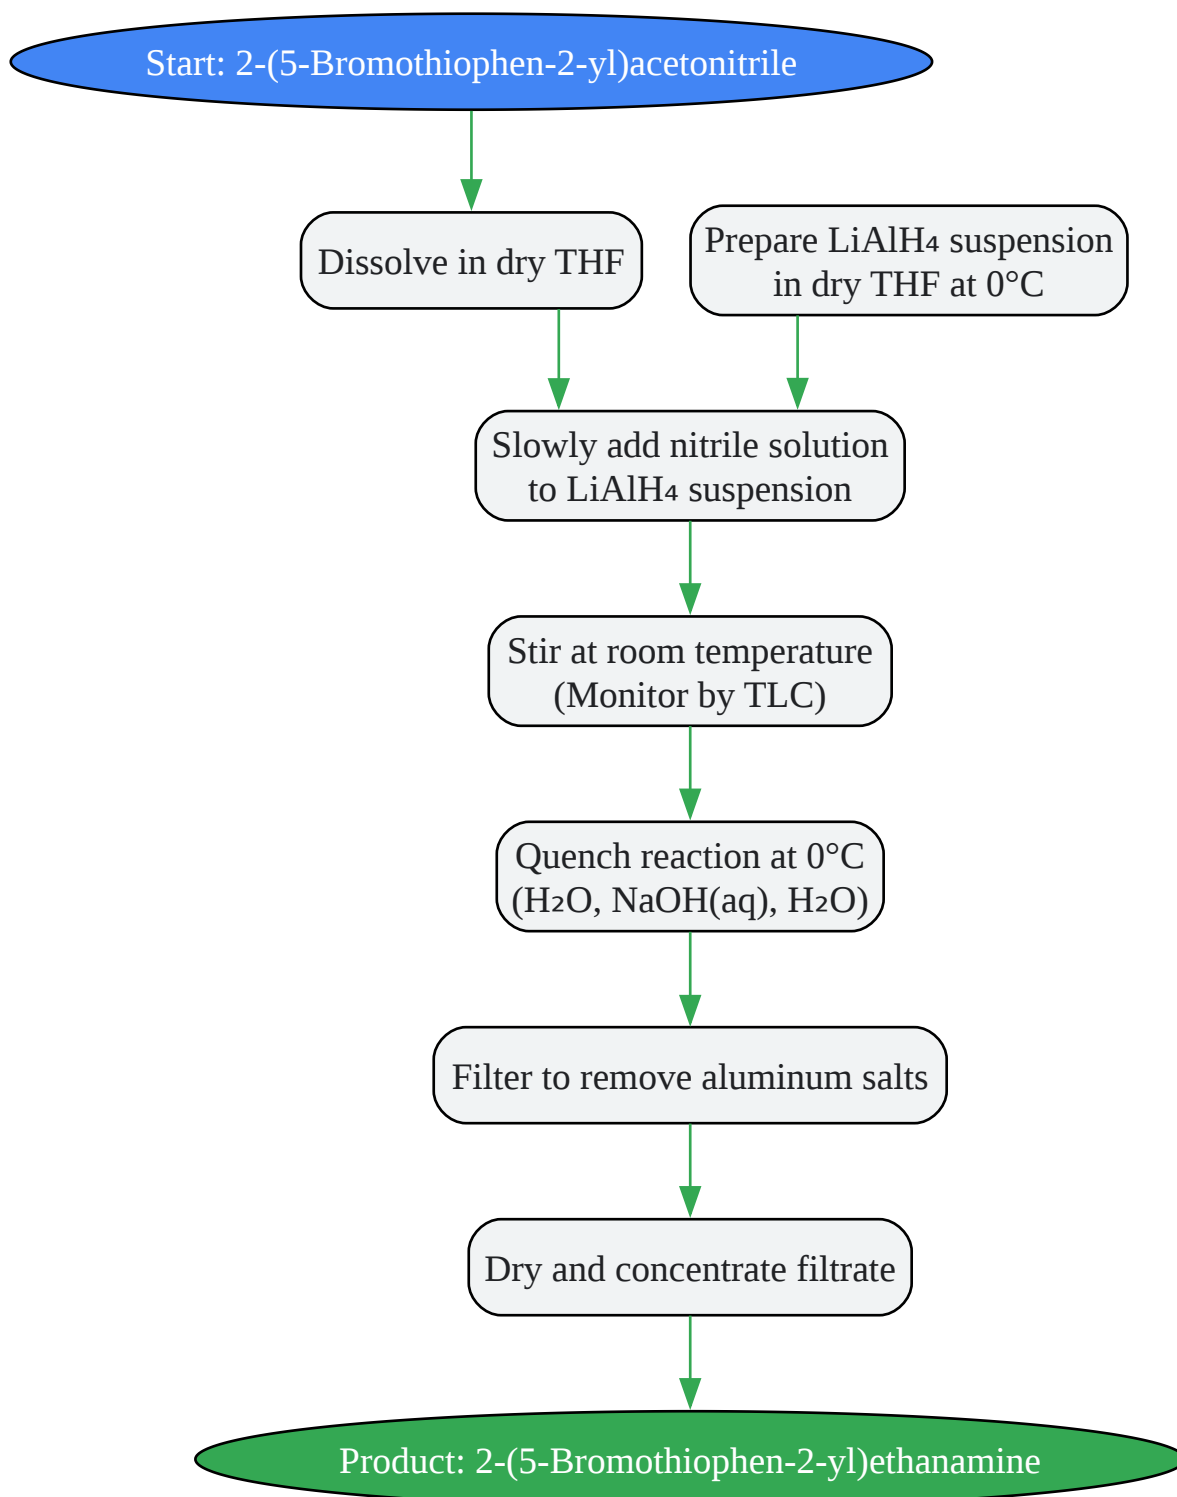 Start: 2-(5-Bromothiophen-2-yl)acetonitrile
Dissolve in dry THF
Prepare LiAlH₄ suspension
in dry THF at 0°C
Slowly add nitrile solution
to LiAlH₄ suspension
Stir at room temperature
(Monitor by TLC)
Quench reaction at 0°C
(H₂O, NaOH(aq), H₂O)
Filter to remove aluminum salts
Dry and concentrate filtrate
Product: 2-(5-Bromothiophen-2-yl)ethanamine